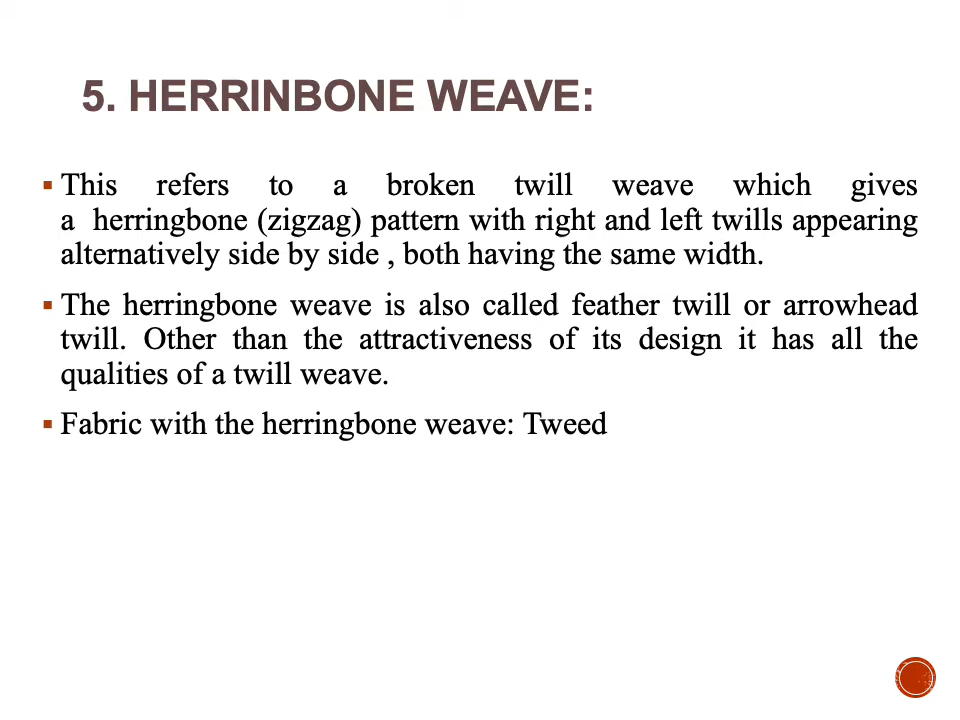 5. HERRINBONE WEAVE:
▪ This refers to a broken twill weave which gives
a herringbone (zigzag) pattern with right and left twills appearing
alternatively side by side , both having the same width.
▪ The herringbone weave is also called feather twill or arrowhead
twill. Other than the attractiveness of its design it has all the
qualities of a twill weave.
▪ Fabric with the herringbone weave: Tweed